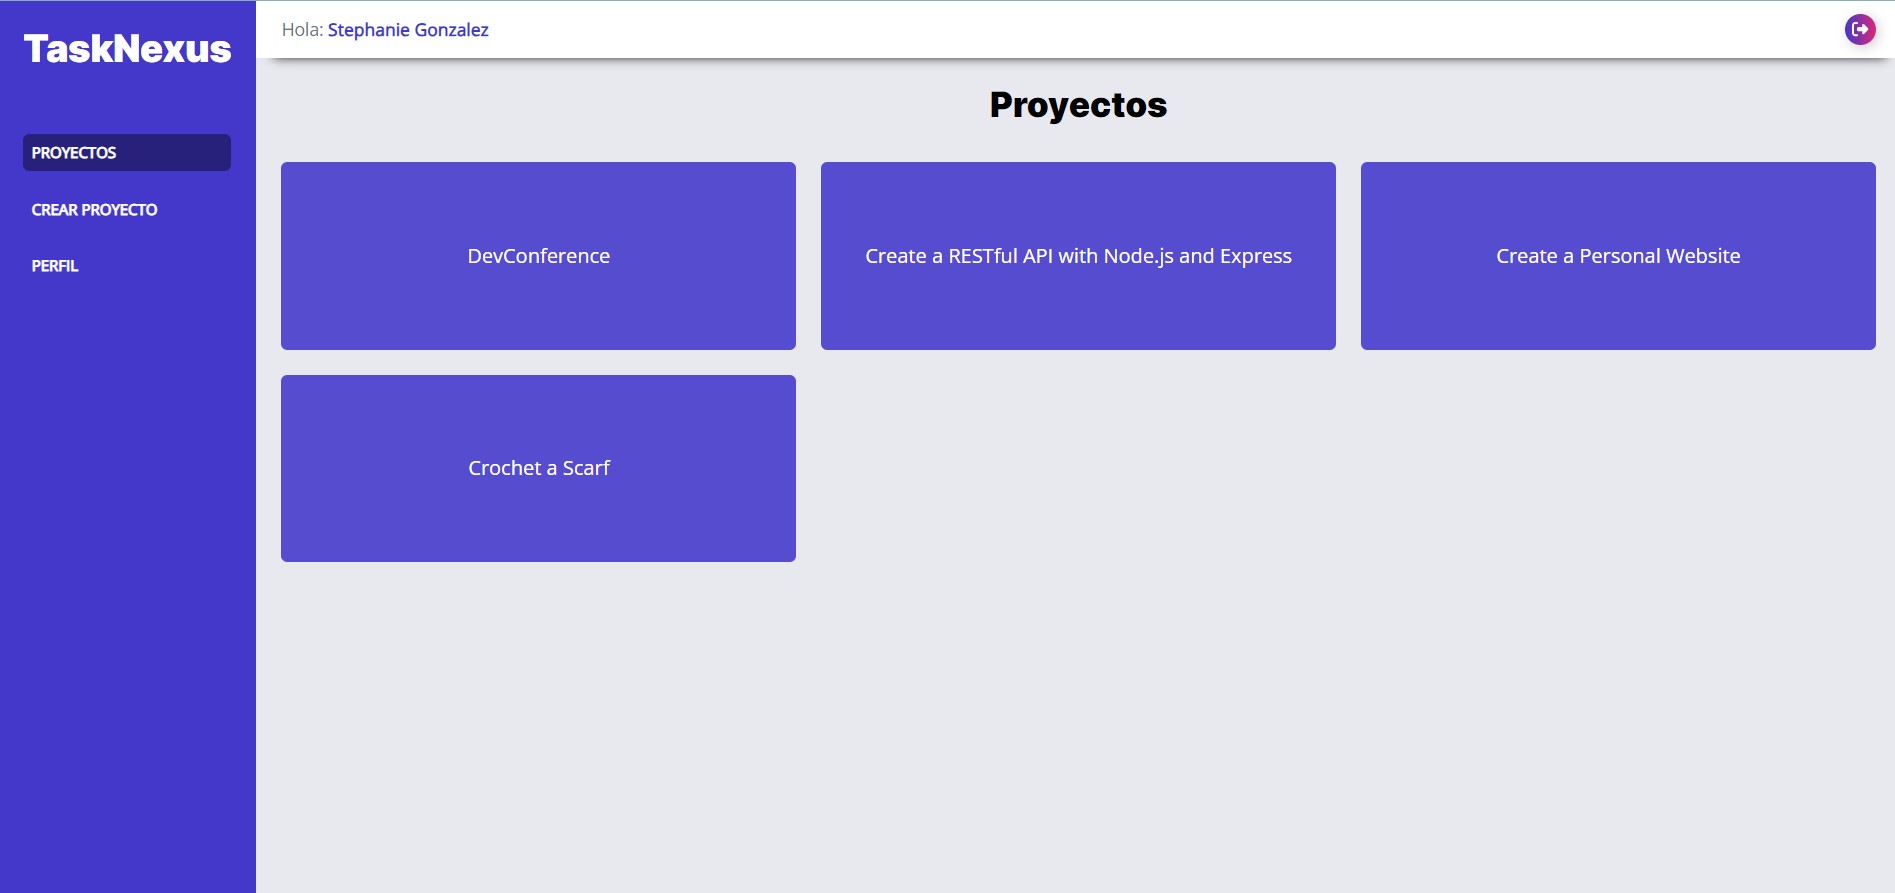 TaskNexus
PROYECTOS
CREAR PROYECTO
PERFIL
Hola: Stephanie Gonzalez
Proyectos
DevConference
Create a RESTful API with Node.js and Express
Create a Personal Website
Crochet a Scarf